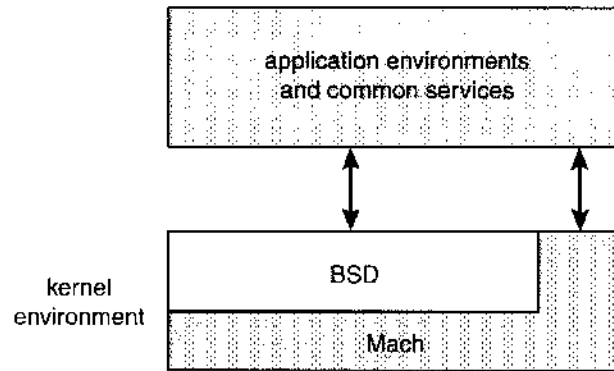 application environments
and common services
BSD
kernel
environment
Mach